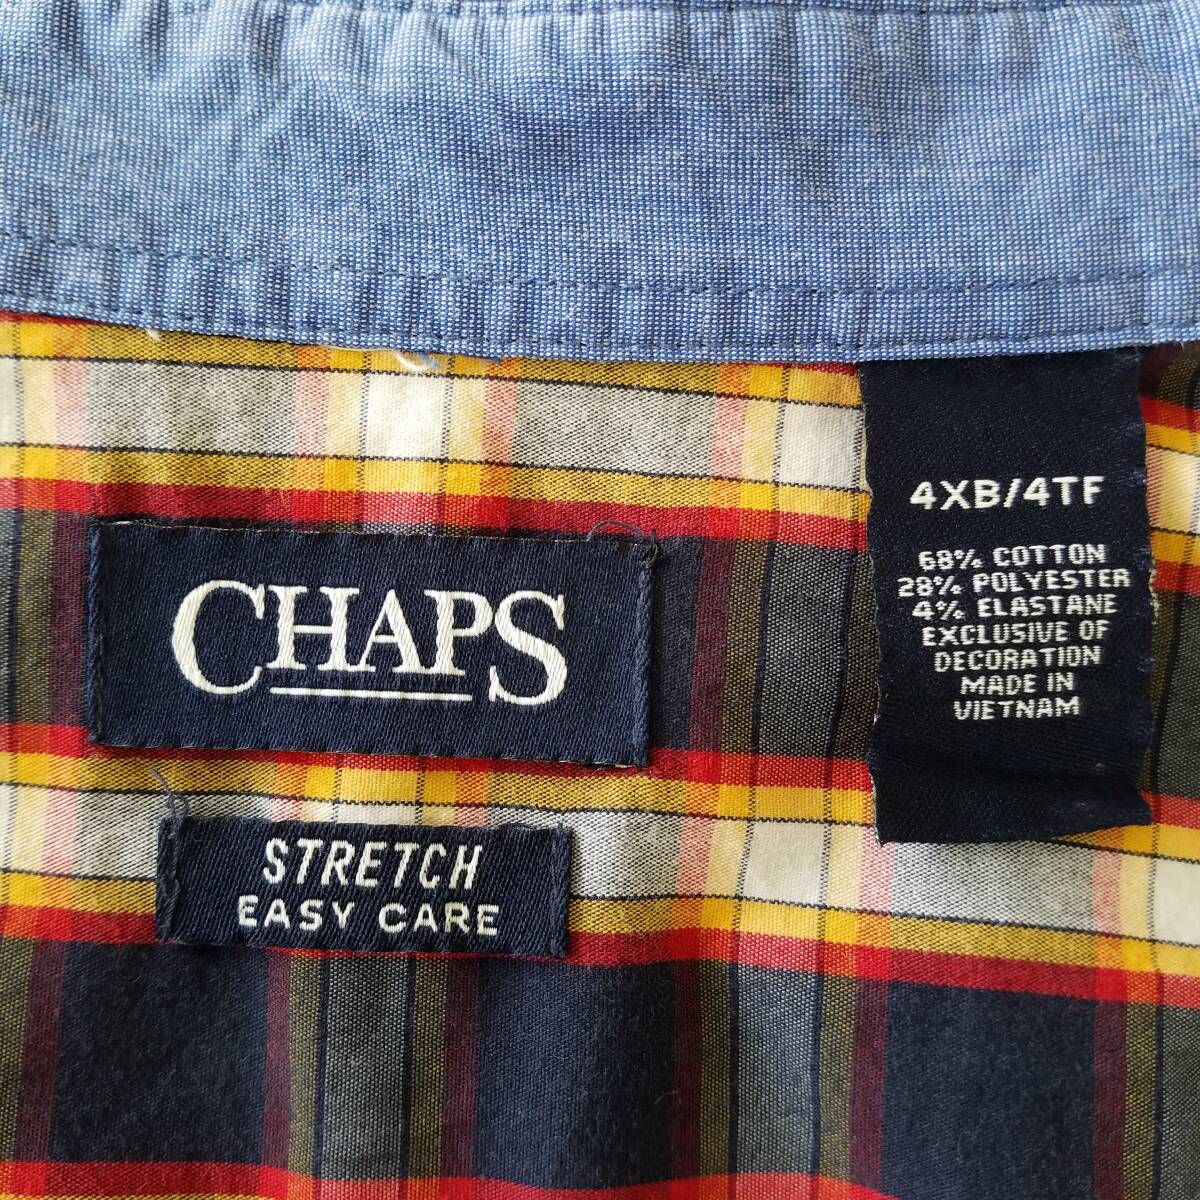 CHAPS
STRETCH
EASY CARE
4XB/4TF
68% COTTON
28% POLYESTER
4% ELASTANE
EXCLUSIVE OF
DECORATION
MADE IN
VIETNAM